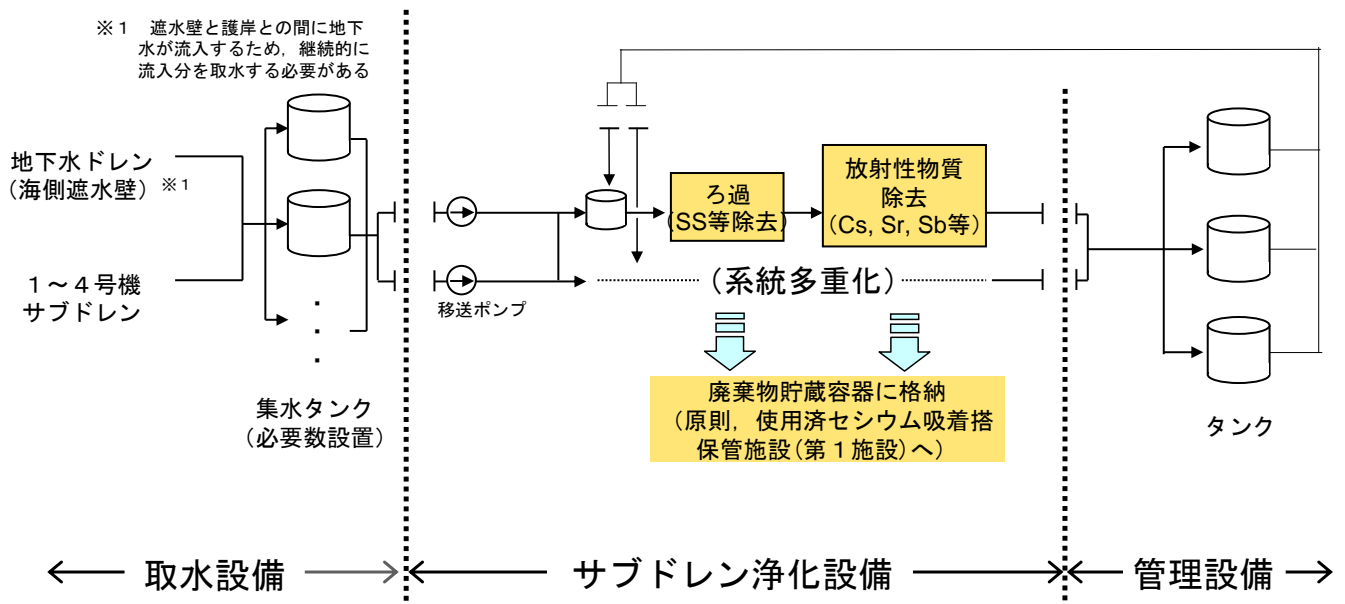 ※１　遮水壁と護岸との間に地下
水が流入するため，継続的に
流入分を取水する必要がある
地下水ドレン
（海側遮水壁）※1
１～４号機
サブドレン
・
・
・
集水タンク
（必要数設置）
移送ポンプ
ろ過
(SS等除去)
放射性物質
除去
(Cs, Sr, Sb等)
（系統多重化）
廃棄物貯蔵容器に格納
（原則，使用済セシウム吸着搭
保管施設(第１施設)へ）
タンク
取水設備
サブドレン浄化設備
管理設備